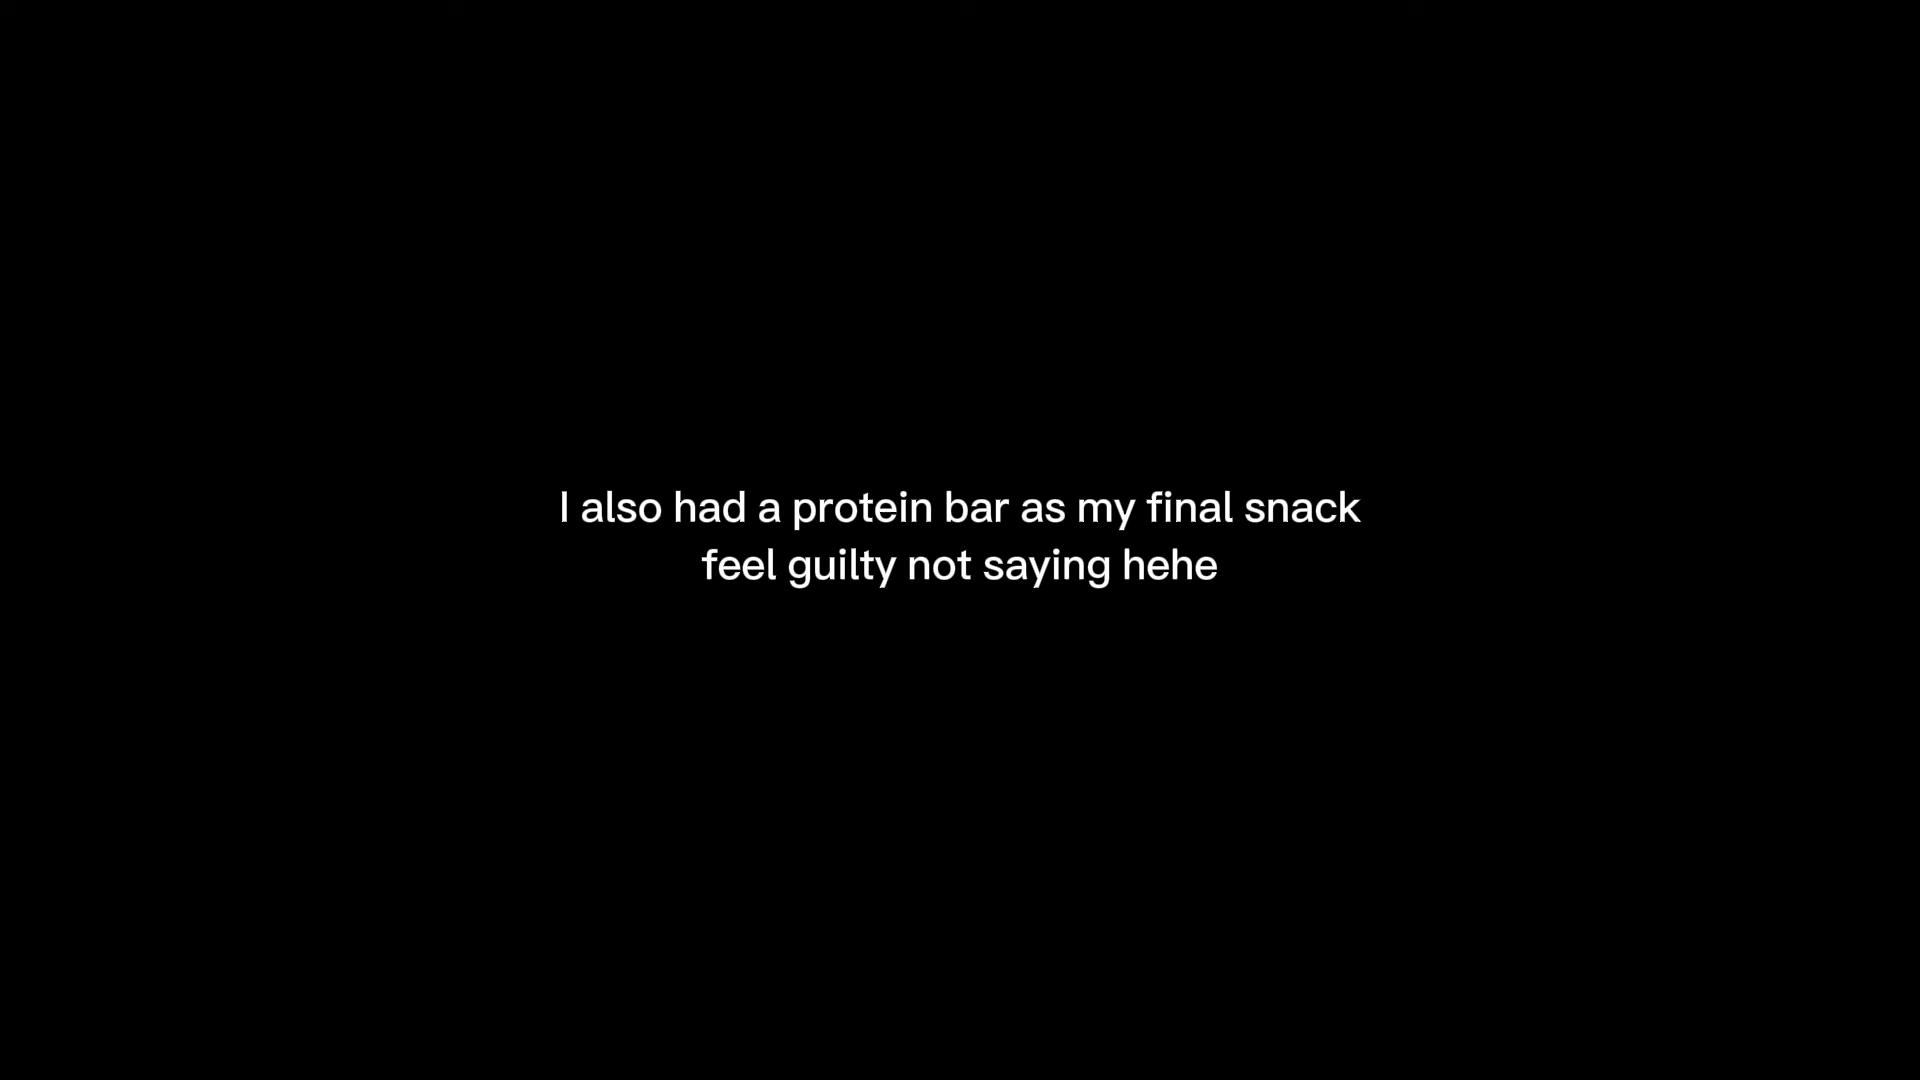 I also had a protein bar as my final snack
feel guilty not saying hehe